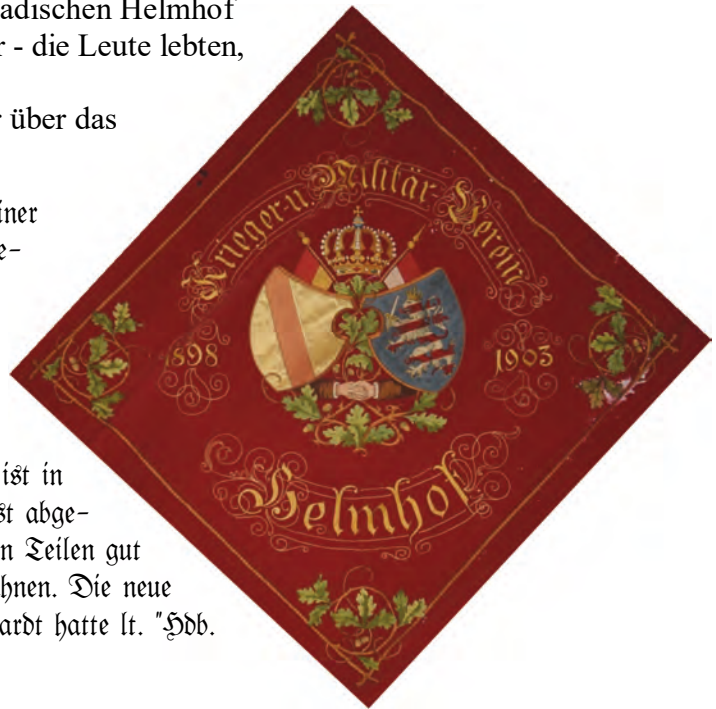 adischen Helmhof
r - die Leute lebten,
r über das
iner
e-
ist in
st abge-
n Teilen gut
hnen. Die neue
ardt hatte lt. "Hdb.
Krieger-u. Militär-Verein
1898 1903
Helmhof